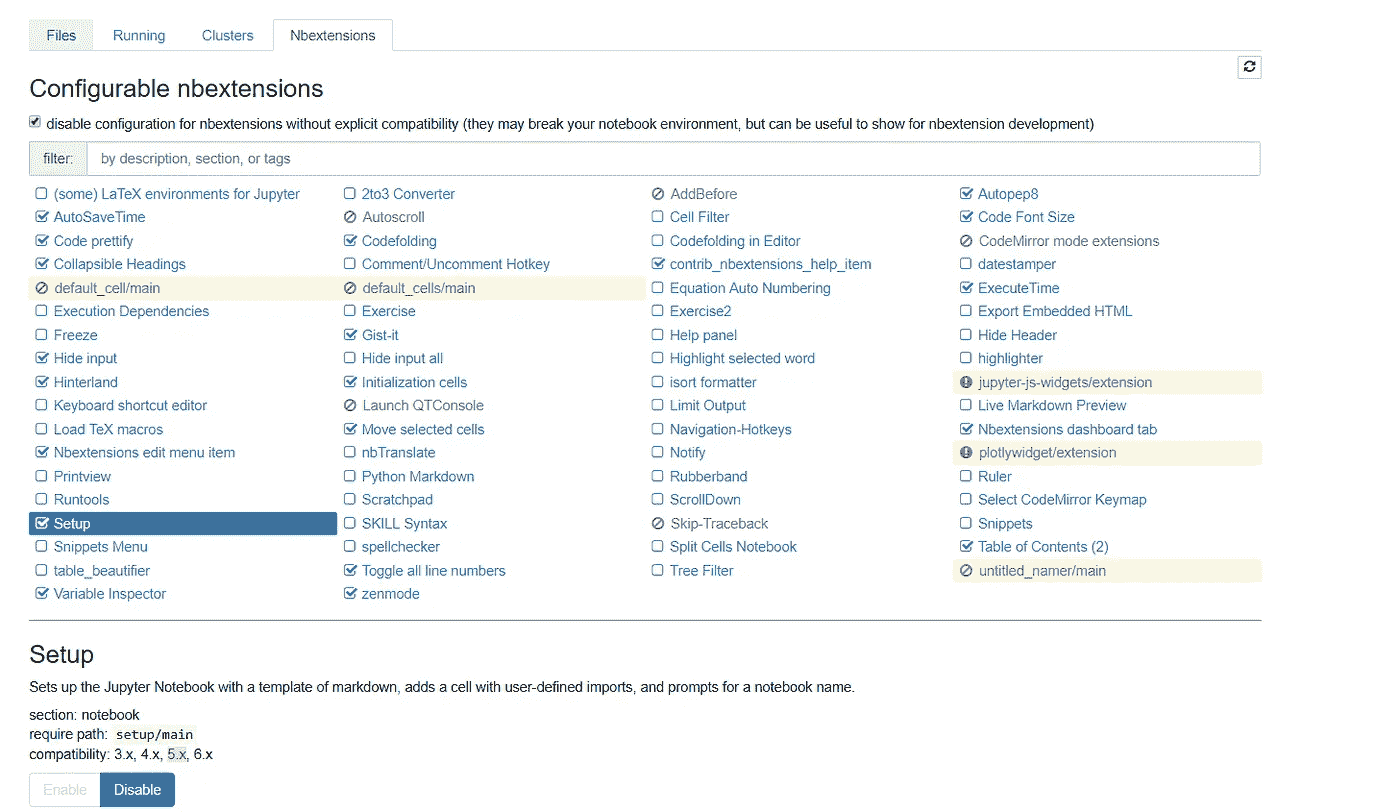 Files Running Clusters Nbextensions
Configurable nbextensions
disable configuration for nbextensions without explicit compatibility (they may break your notebook environment, but can be useful to show for nbextension development)
filter: by description, section, or tags
(some) LaTeX environments for Jupyter 2to3 Converter AddBefore Autopep8
AutoSaveTime Autoscroll Cell Filter Code Font Size
Code prettify Codefolding Codefolding in Editor CodeMirror mode extensions
Collapsible Headings Comment/Uncomment Hotkey contrib_nbextensions_help_item datestamper
default_cell/main default_cells/main Equation Auto Numbering ExecuteTime
Execution Dependencies Exercise Exercise2 Export Embedded HTML
Freeze Gist-it Help panel Hide Header
Hide input Hide input all Highlight selected word highlighter
Hinterland Initialization cells isort formatter jupyter-js-widgets/extension
Keyboard shortcut editor Launch QTConsole Limit Output Live Markdown Preview
Load TeX macros Move selected cells Navigation-Hotkeys Nbextensions dashboard tab
Nbextensions edit menu item nbTranslate Notify plotlywidget/extension
Printview Python Markdown Rubberband Ruler
Runtools Scratchpad ScrollDown Select CodeMirror Keymap
Setup SKILL Syntax Skip-Traceback Snippets
Snippets Menu spellchecker Split Cells Notebook Table of Contents (2)
table_beautifier Toggle all line numbers Tree Filter untitled_namer/main
Variable Inspector zenmode
Setup
Sets up the Jupyter Notebook with a template of markdown, adds a cell with user-defined imports, and prompts for a notebook name.
section: notebook
require path: setup/main
compatibility: 3.x, 4.x, 5.x, 6.x
Enable Disable